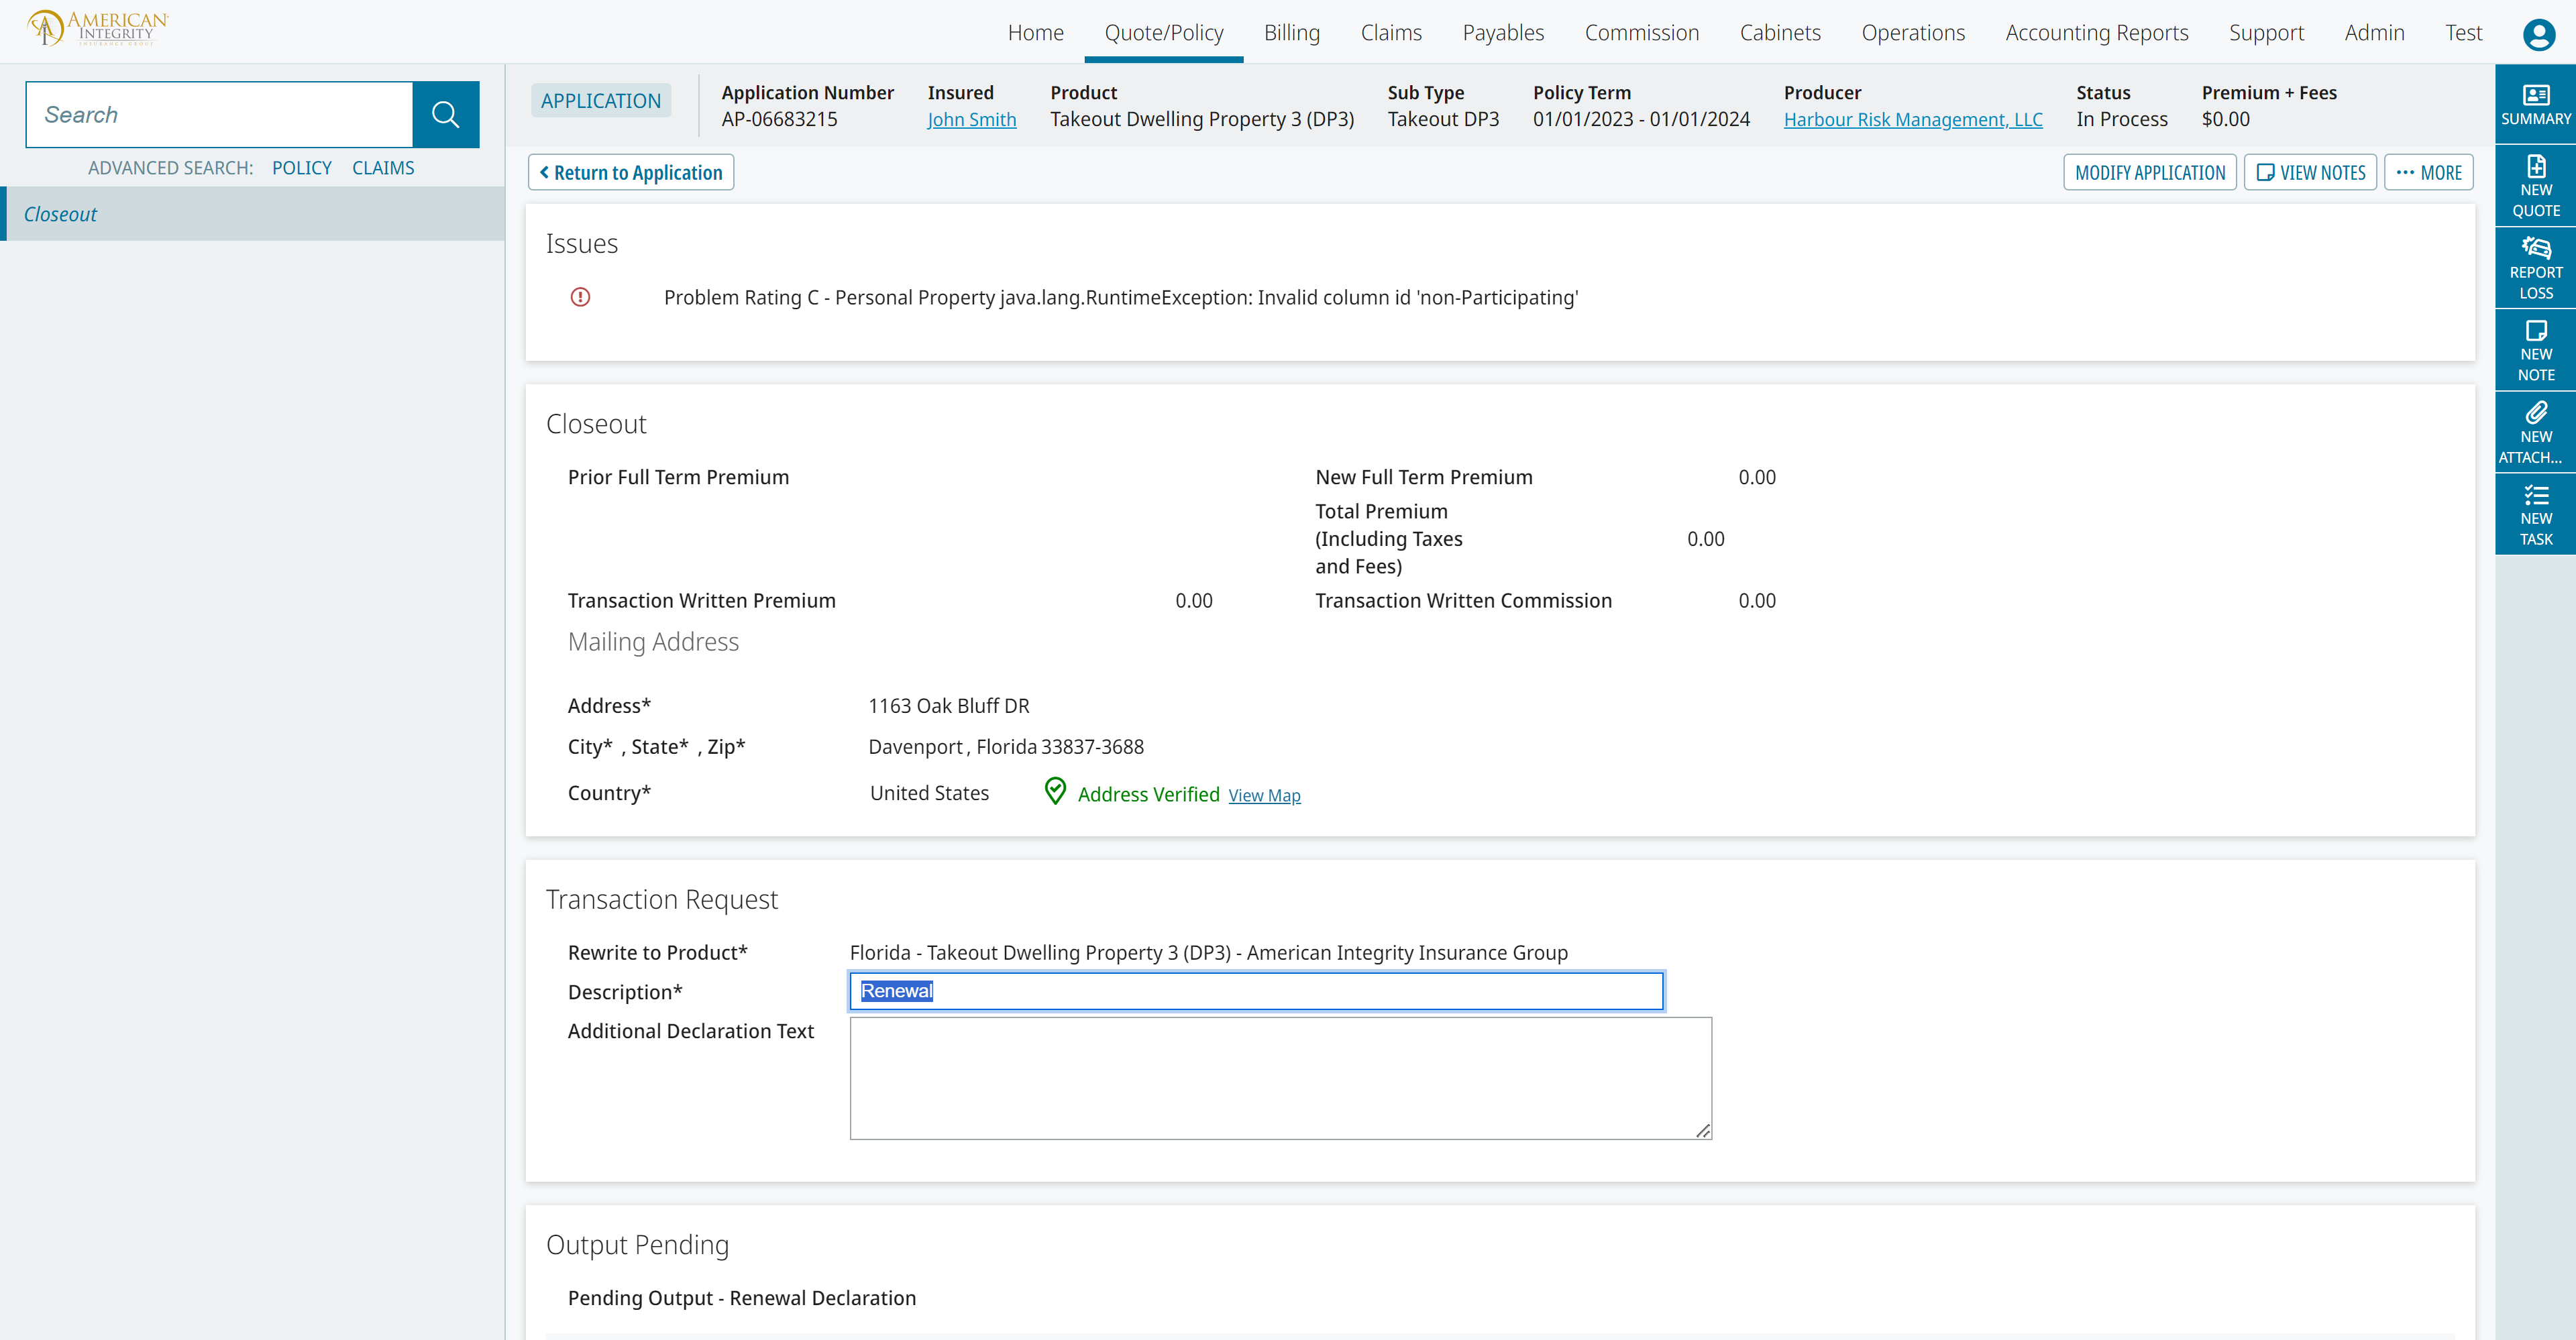 AMERICAN
INTEGRITY
INSURANCE GROUP
Home Quote/Policy Billing Claims Payables Commission Cabinets Operations Accounting Reports Support Admin Test
Search
ADVANCED SEARCH: POLICY CLAIMS
Closeout
APPLICATION
Application Number Insured Product Sub Type Policy Term Producer Status Premium + Fees
AP-06683215 John Smith Takeout Dwelling Property 3 (DP3) Takeout DP3 01/01/2023 - 01/01/2024 Harbour Risk Management, LLC In Process $0.00
Return to Application MODIFY APPLICATION VIEW NOTES MORE
Issues
Problem Rating C - Personal Property java.lang.RuntimeException: Invalid column id 'non-Participating'
Closeout
Prior Full Term Premium New Full Term Premium 0.00
Total Premium
(Including Taxes 0.00
and Fees)
Transaction Written Premium 0.00 Transaction Written Commission 0.00
Mailing Address
Address* 1163 Oak Bluff DR
City* , State* , Zip* Davenport , Florida 33837-3688
Country* United States Address Verified View Map
Transaction Request
Rewrite to Product* Florida - Takeout Dwelling Property 3 (DP3) - American Integrity Insurance Group
Description* Renewal
Additional Declaration Text
Output Pending
Pending Output - Renewal Declaration
SUMMARY
NEW
QUOTE
REPORT
LOSS
NEW
NOTE
NEW
ATTACH...
NEW
TASK